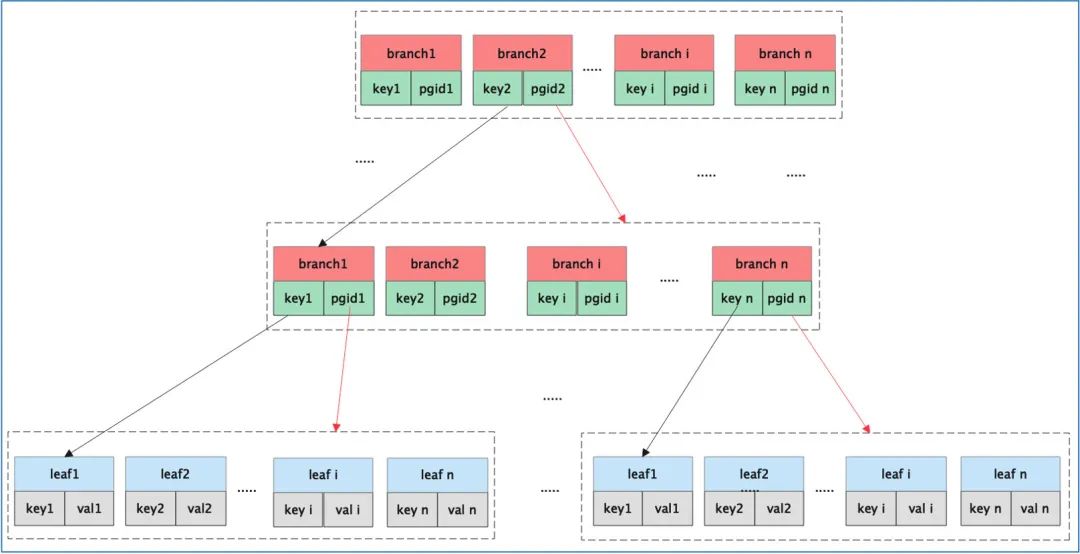 branch1 branch2 ..... branch i branch n
key1 pgid1 key2 pgid2 key i pgid i key n pgid n
.....
..... .....
branch1 branch2 branch i ..... branch n
key1 pgid1 key2 pgid2 key i pgid i key n pgid n
.....
leaf1 leaf2 leaf i leaf n leaf1 leaf2 leaf i leaf n
..... ..... ..... .....
key1 val1 key2 val2 key i val i key n val n key1 val1 key2 val2 key i val i key n val n